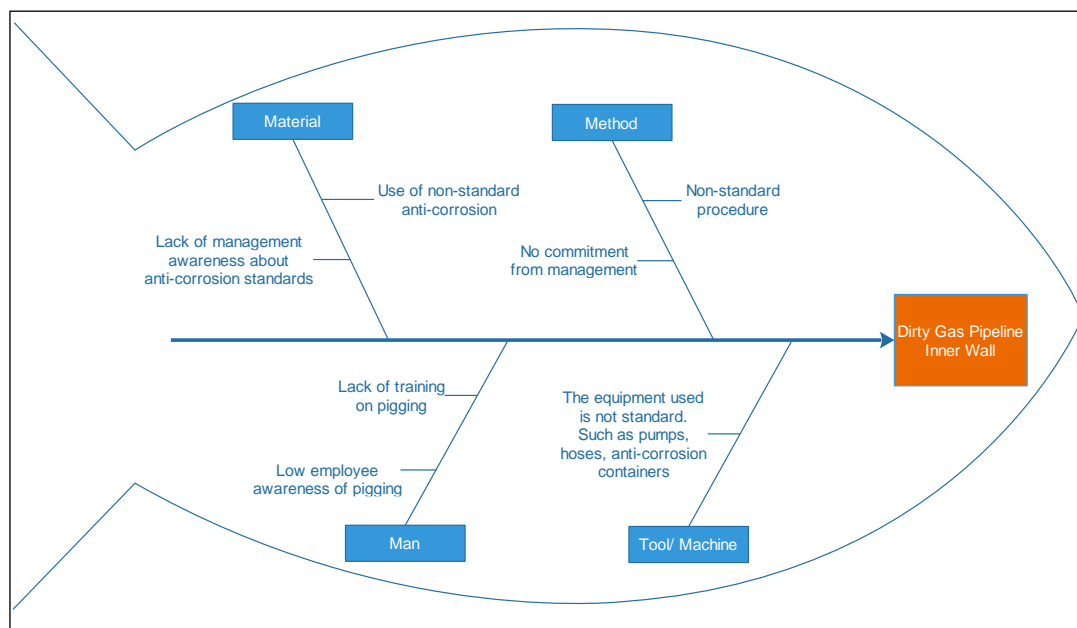 Material
Method
Use of non-standard
anti-corrosion
Non-standard
procedure
Lack of management
awareness about
anti-corrosion standards
No commitment
from management
Dirty Gas Pipeline
Inner Wall
Lack of training
on pigging
The equipment used
is not standard.
Such as pumps,
hoses, anti-corrosion
containers
Low employee
awareness of pigging
Man
Tool/ Machine